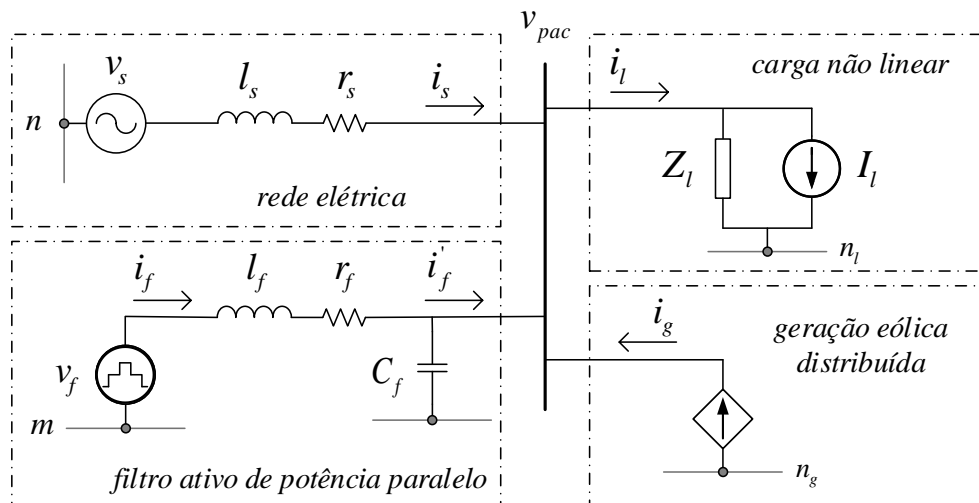 v_pac
v_s
l_s
r_s
i_s
n
rede elétrica
i_l
carga não linear
Z_l
I_l
n_l
i_f
l_f
r_f
i_f'
v_f
C_f
m
filtro ativo de potência paralelo
i_g
geração eólica
distribuída
n_g